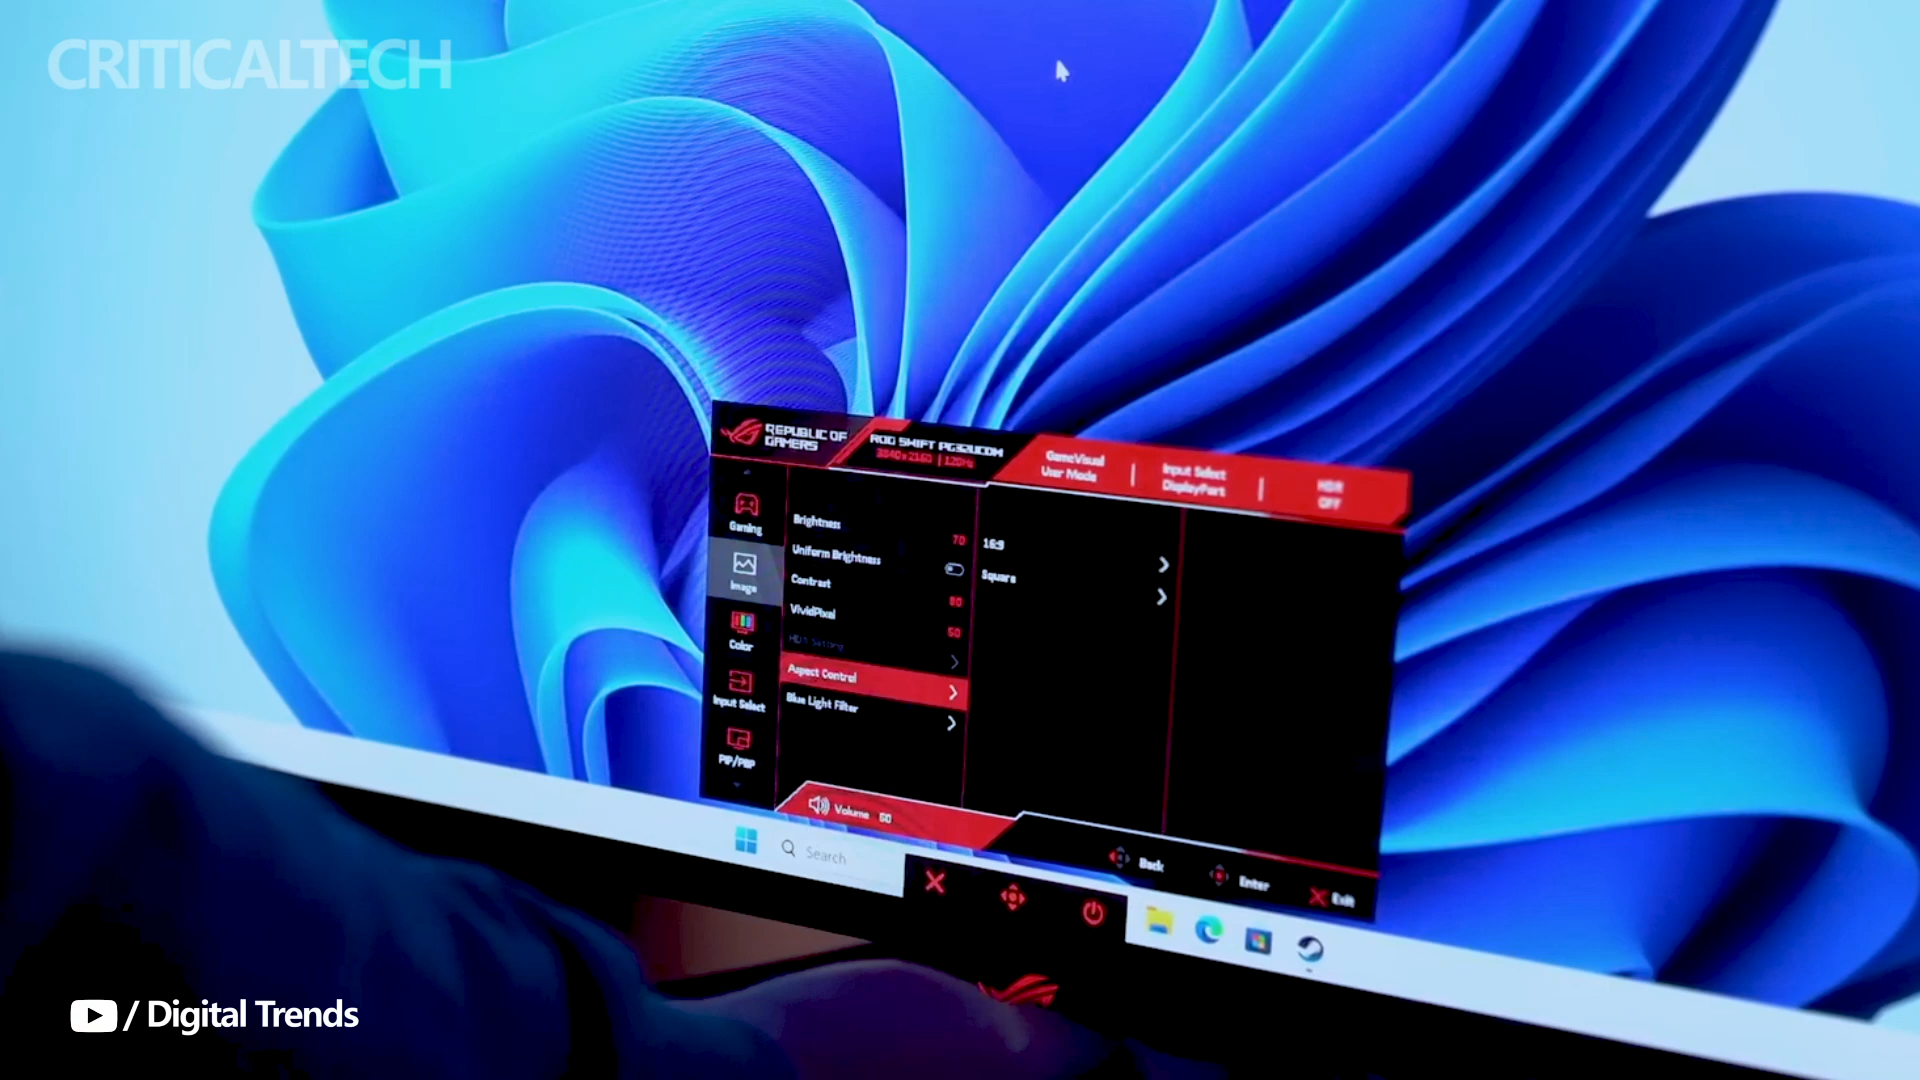 CRITICALTECH
REPUBLIC OF
GAMERS
ROG SWIFT PG32UCDM
3840x2160 | 120Hz
GameVisual
User Mode
Input Select
DisplayPort
HDR
OFF
Gaming
Image
Color
Input Select
PIP/PBP
Brightness
70
Uniform Brightness
Contrast
80
VividPixel
50
Aspect Control
Blue Light Filter
16:9
Square
Volume 50
Back
Enter
Exit
Search
/ Digital Trends